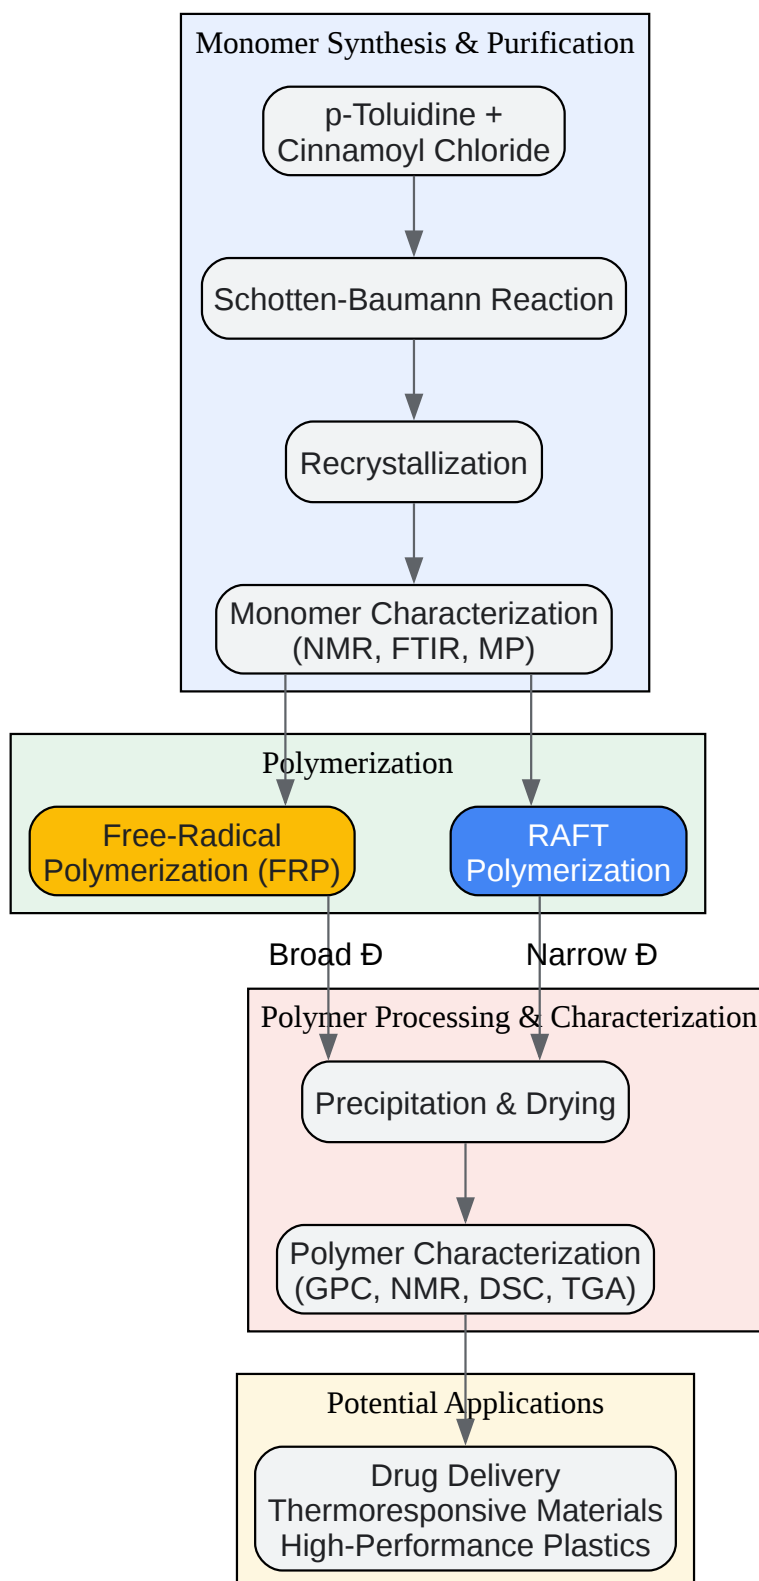 Monomer Synthesis & Purification
p-Toluidine +
Cinnamoyl Chloride
Schotten-Baumann Reaction
Recrystallization
Monomer Characterization
(NMR, FTIR, MP)
Polymerization
Free-Radical
Polymerization (FRP)
RAFT
Polymerization
Broad Đ
Narrow Đ
Polymer Processing & Characterization
Precipitation & Drying
Polymer Characterization
(GPC, NMR, DSC, TGA)
Potential Applications
Drug Delivery
Thermoresponsive Materials
High-Performance Plastics